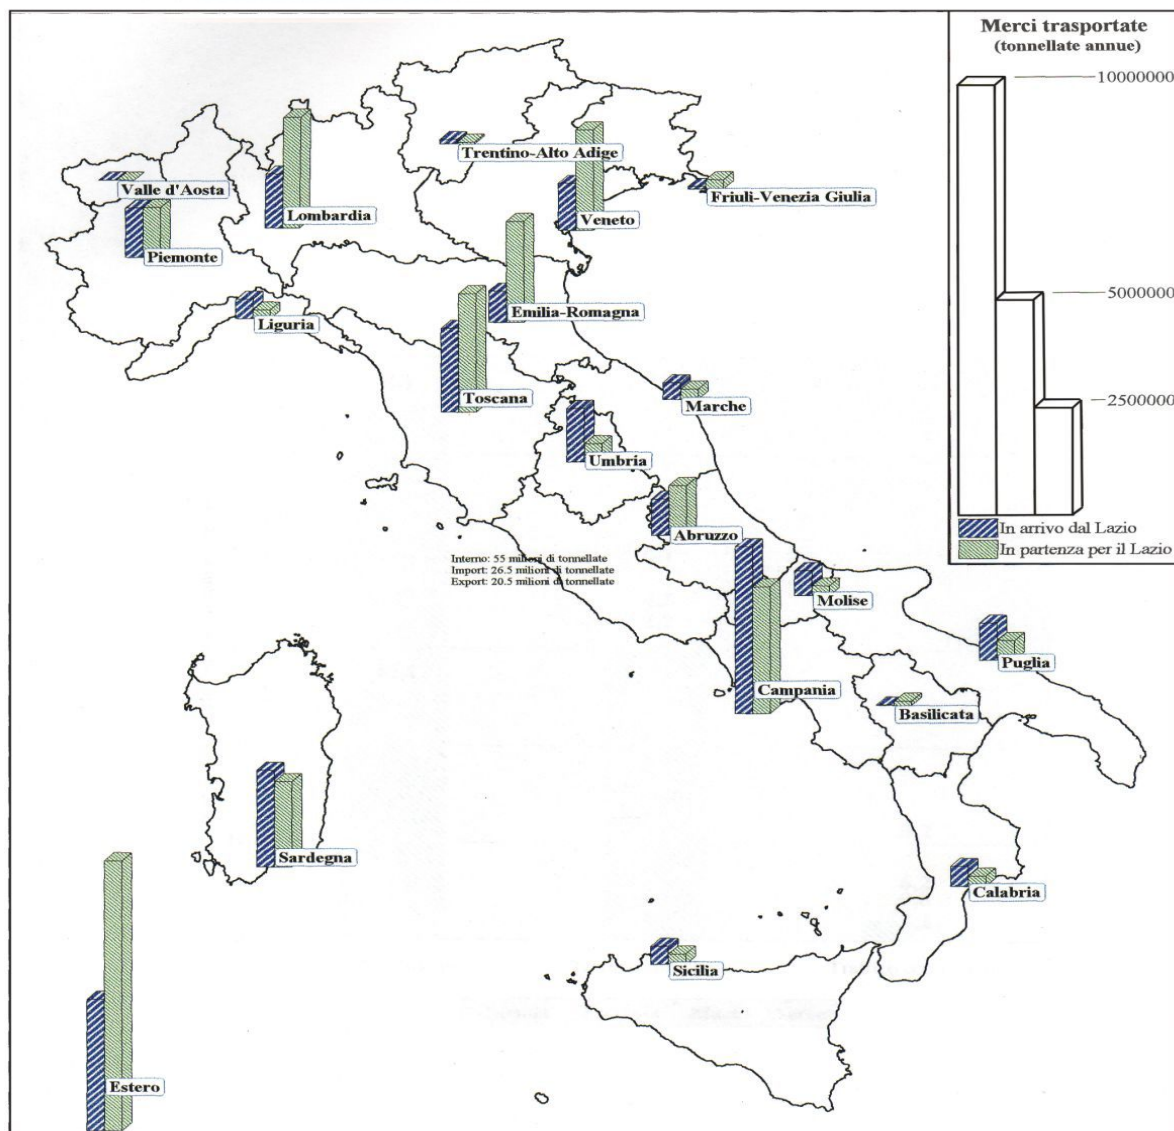 Merci trasportate
(tonnellate annue)
10000000
5000000
2500000
In arrivo dal Lazio
In partenza per il Lazio
Trentino-Alto Adige
Valle d'Aosta
Friuli-Venezia Giulia
Lombardia
Veneto
Piemonte
Emilia-Romagna
Liguria
Toscana
Marche
Umbria
Abruzzo
Interno: 55 milioni di tonnellate
Import: 26.5 milioni di tonnellate
Export: 20.5 milioni di tonnellate
Molise
Puglia
Campania
Basilicata
Sardegna
Calabria
Sicilia
Estero